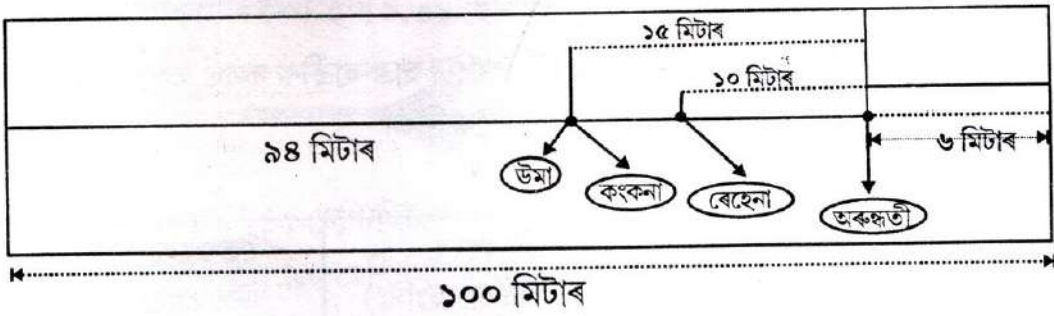 ১৫ মিটাৰ
১০ মিটাৰ
৯৪ মিটাৰ
৬ মিটাৰ
উমা
কংকনা
ৰেহেনা
অৰুন্ধতী
১০০ মিটাৰ